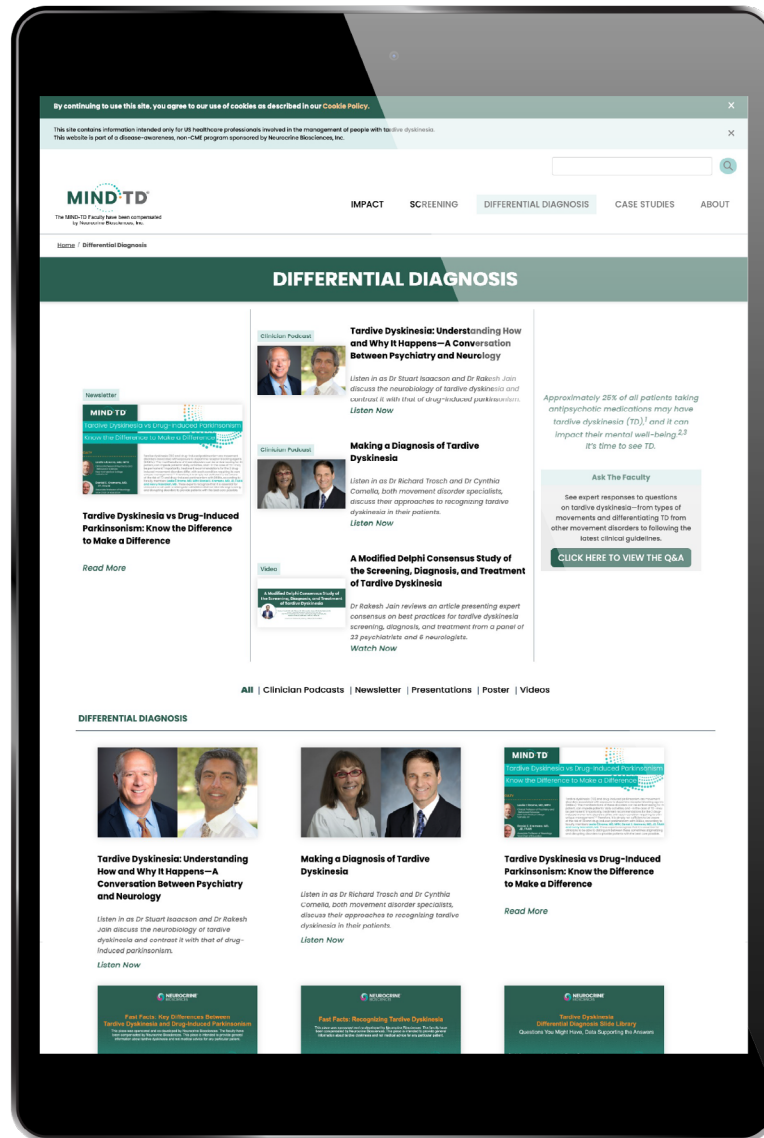 By continuing to use this site. you agree to our use of cookies as described in our Cookie Policy.
This site contains information intended only for US healthcare professionals involved in the management of people with tardive dyskinesia.
This website is part of a disease-awareness, non-CME program sponsored by Neurocrine Biosciences, Inc.
MIND·TD
The MIND-TD Faculty have been compensated
by Neurocrine Biosciences, Inc.
IMPACT SCREENING DIFFERENTIAL DIAGNOSIS CASE STUDIES ABOUT
Home / Differential Diagnosis
DIFFERENTIAL DIAGNOSIS
Newsletter
MIND·TD
Tardive Dyskinesia vs Drug-Induced Parkinsonism
Know the Difference to Make a Difference
Tardive Dyskinesia vs Drug-Induced
Parkinsonism: Know the Difference
to Make a Difference
Read More
Clinician Podcast
Tardive Dyskinesia: Understanding How
and Why It Happens—A Conversation
Between Psychiatry and Neurology
Listen in as Dr Stuart Isaacson and Dr Rakesh Jain
discuss the neurobiology of tardive dyskinesia and
contrast it with that of drug-induced parkinsonism.
Listen Now
Clinician Podcast
Making a Diagnosis of Tardive
Dyskinesia
Listen in as Dr Richard Trosch and Dr Cynthia
Comella, both movement disorder specialists,
discuss their approaches to recognizing tardive
dyskinesia in their patients.
Listen Now
Video
A Modified Delphi Consensus Study of
the Screening, Diagnosis, and Treatment
of Tardive Dyskinesia
A Modified Delphi Consensus Study of
the Screening, Diagnosis, and Treatment
of Tardive Dyskinesia
Dr Rakesh Jain reviews an article presenting expert
consensus on best practices for tardive dyskinesia
screening, diagnosis, and treatment from a panel of
23 psychiatrists and 6 neurologists.
Watch Now
Approximately 25% of all patients taking
antipsychotic medications may have
tardive dyskinesia (TD),1 and it can
impact their mental well-being.2,3
It's time to see TD.
Ask The Faculty
See expert responses to questions
on tardive dyskinesia—from types of
movements and differentiating TD from
other movement disorders to following the
latest clinical guidelines.
CLICK HERE TO VIEW THE Q&A
All | Clinician Podcasts | Newsletter | Presentations | Poster | Videos
DIFFERENTIAL DIAGNOSIS
Tardive Dyskinesia: Understanding
How and Why It Happens—A
Conversation Between Psychiatry
and Neurology
Listen in as Dr Stuart Isaacson and Dr Rakesh
Jain discuss the neurobiology of tardive
dyskinesia and contrast it with that of drug-
induced parkinsonism.
Listen Now
Making a Diagnosis of Tardive
Dyskinesia
Listen in as Dr Richard Trosch and Dr Cynthia
Comella, both movement disorder specialists,
discuss their approaches to recognizing tardive
dyskinesia in their patients.
Listen Now
MIND·TD
Tardive Dyskinesia vs Drug-Induced Parkinsonism
Know the Difference to Make a Difference
Tardive Dyskinesia vs Drug-Induced
Parkinsonism: Know the Difference
to Make a Difference
Read More
NEUROCRINE
BIOSCIENCES
Fast Facts: Key Differences Between
Tardive Dyskinesia and Drug-Induced Parkinsonism
NEUROCRINE
BIOSCIENCES
Fast Facts: Recognizing Tardive Dyskinesia
NEUROCRINE
BIOSCIENCES
Tardive Dyskinesia
Differential Diagnosis Slide Library
Questions You Might Have, Data Supporting the Answers